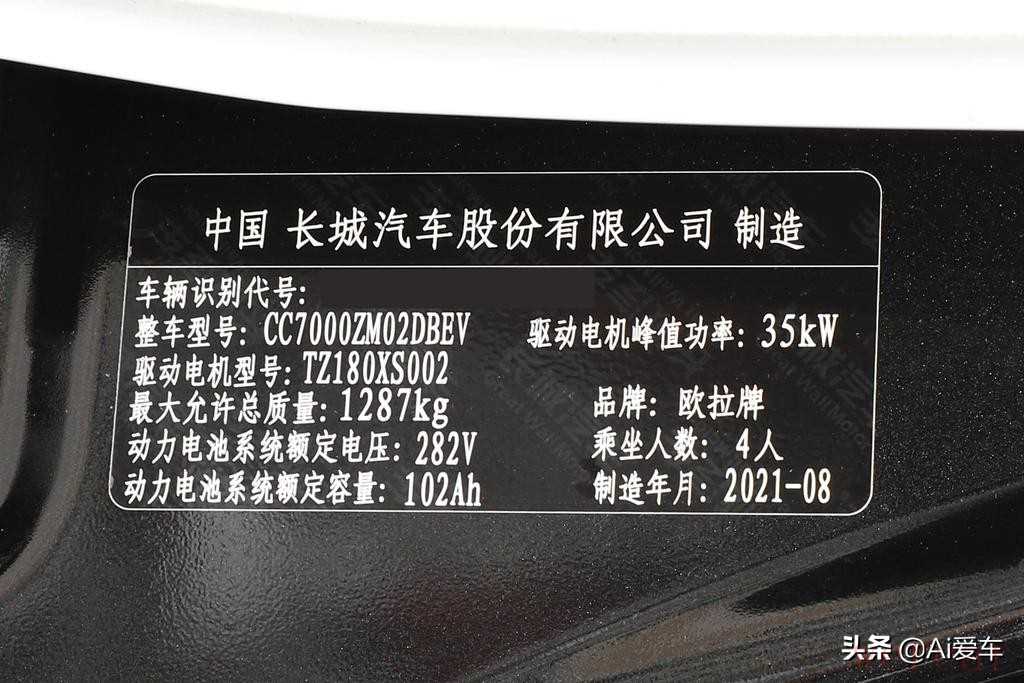 中国 长城汽车股份有限公司 制造
车辆识别代号:
整车型号: CC7000ZM02DBEV 驱动电机峰值功率: 35kW
驱动电机型号: TZ180XS002
最大允许总质量: 1287kg 品牌: 欧拉牌
动力电池系统额定电压: 282V 乘坐人数: 4人
动力电池系统额定容量: 102Ah 制造年月: 2021-08
头条 @Ai爱车